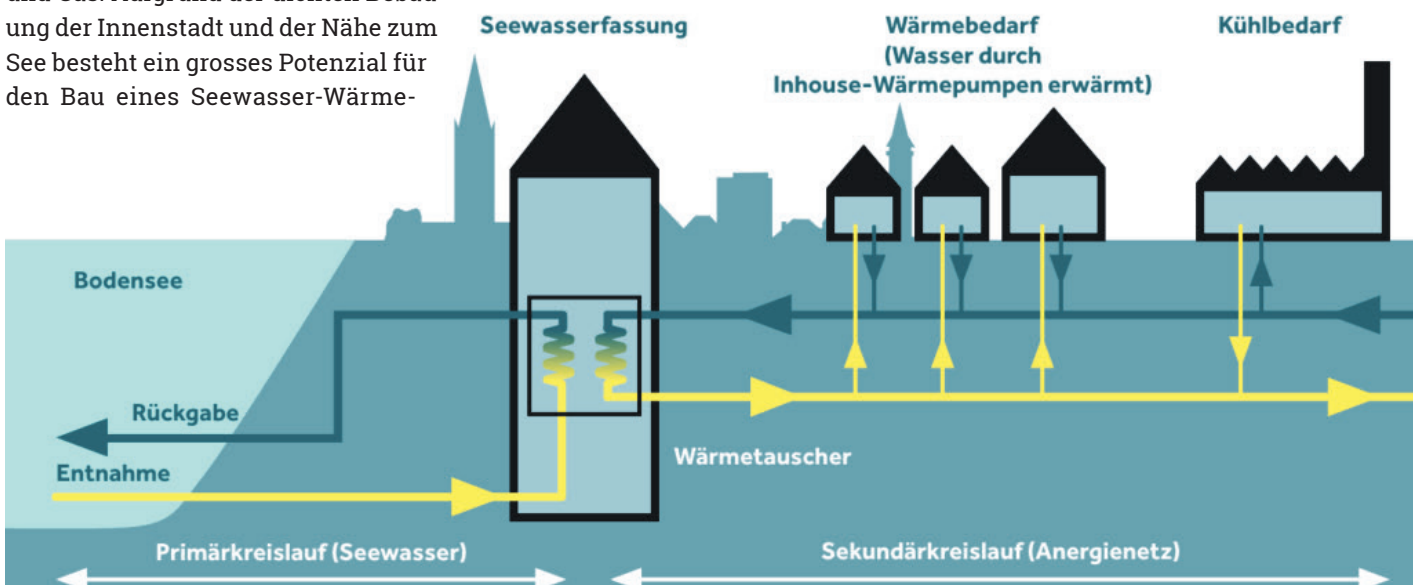 ung der Innenstadt und der Nähe zum
See besteht ein grosses Potenzial für
den Bau eines Seewasser-Wärme-
Seewasserfassung
Wärmebedarf
(Wasser durch
Inhouse-Wärmepumpen erwärmt)
Kühlbedarf
Bodensee
Rückgabe
Entnahme
Wärmetauscher
Primärkreislauf (Seewasser)
Sekundärkreislauf (Anergienetz)